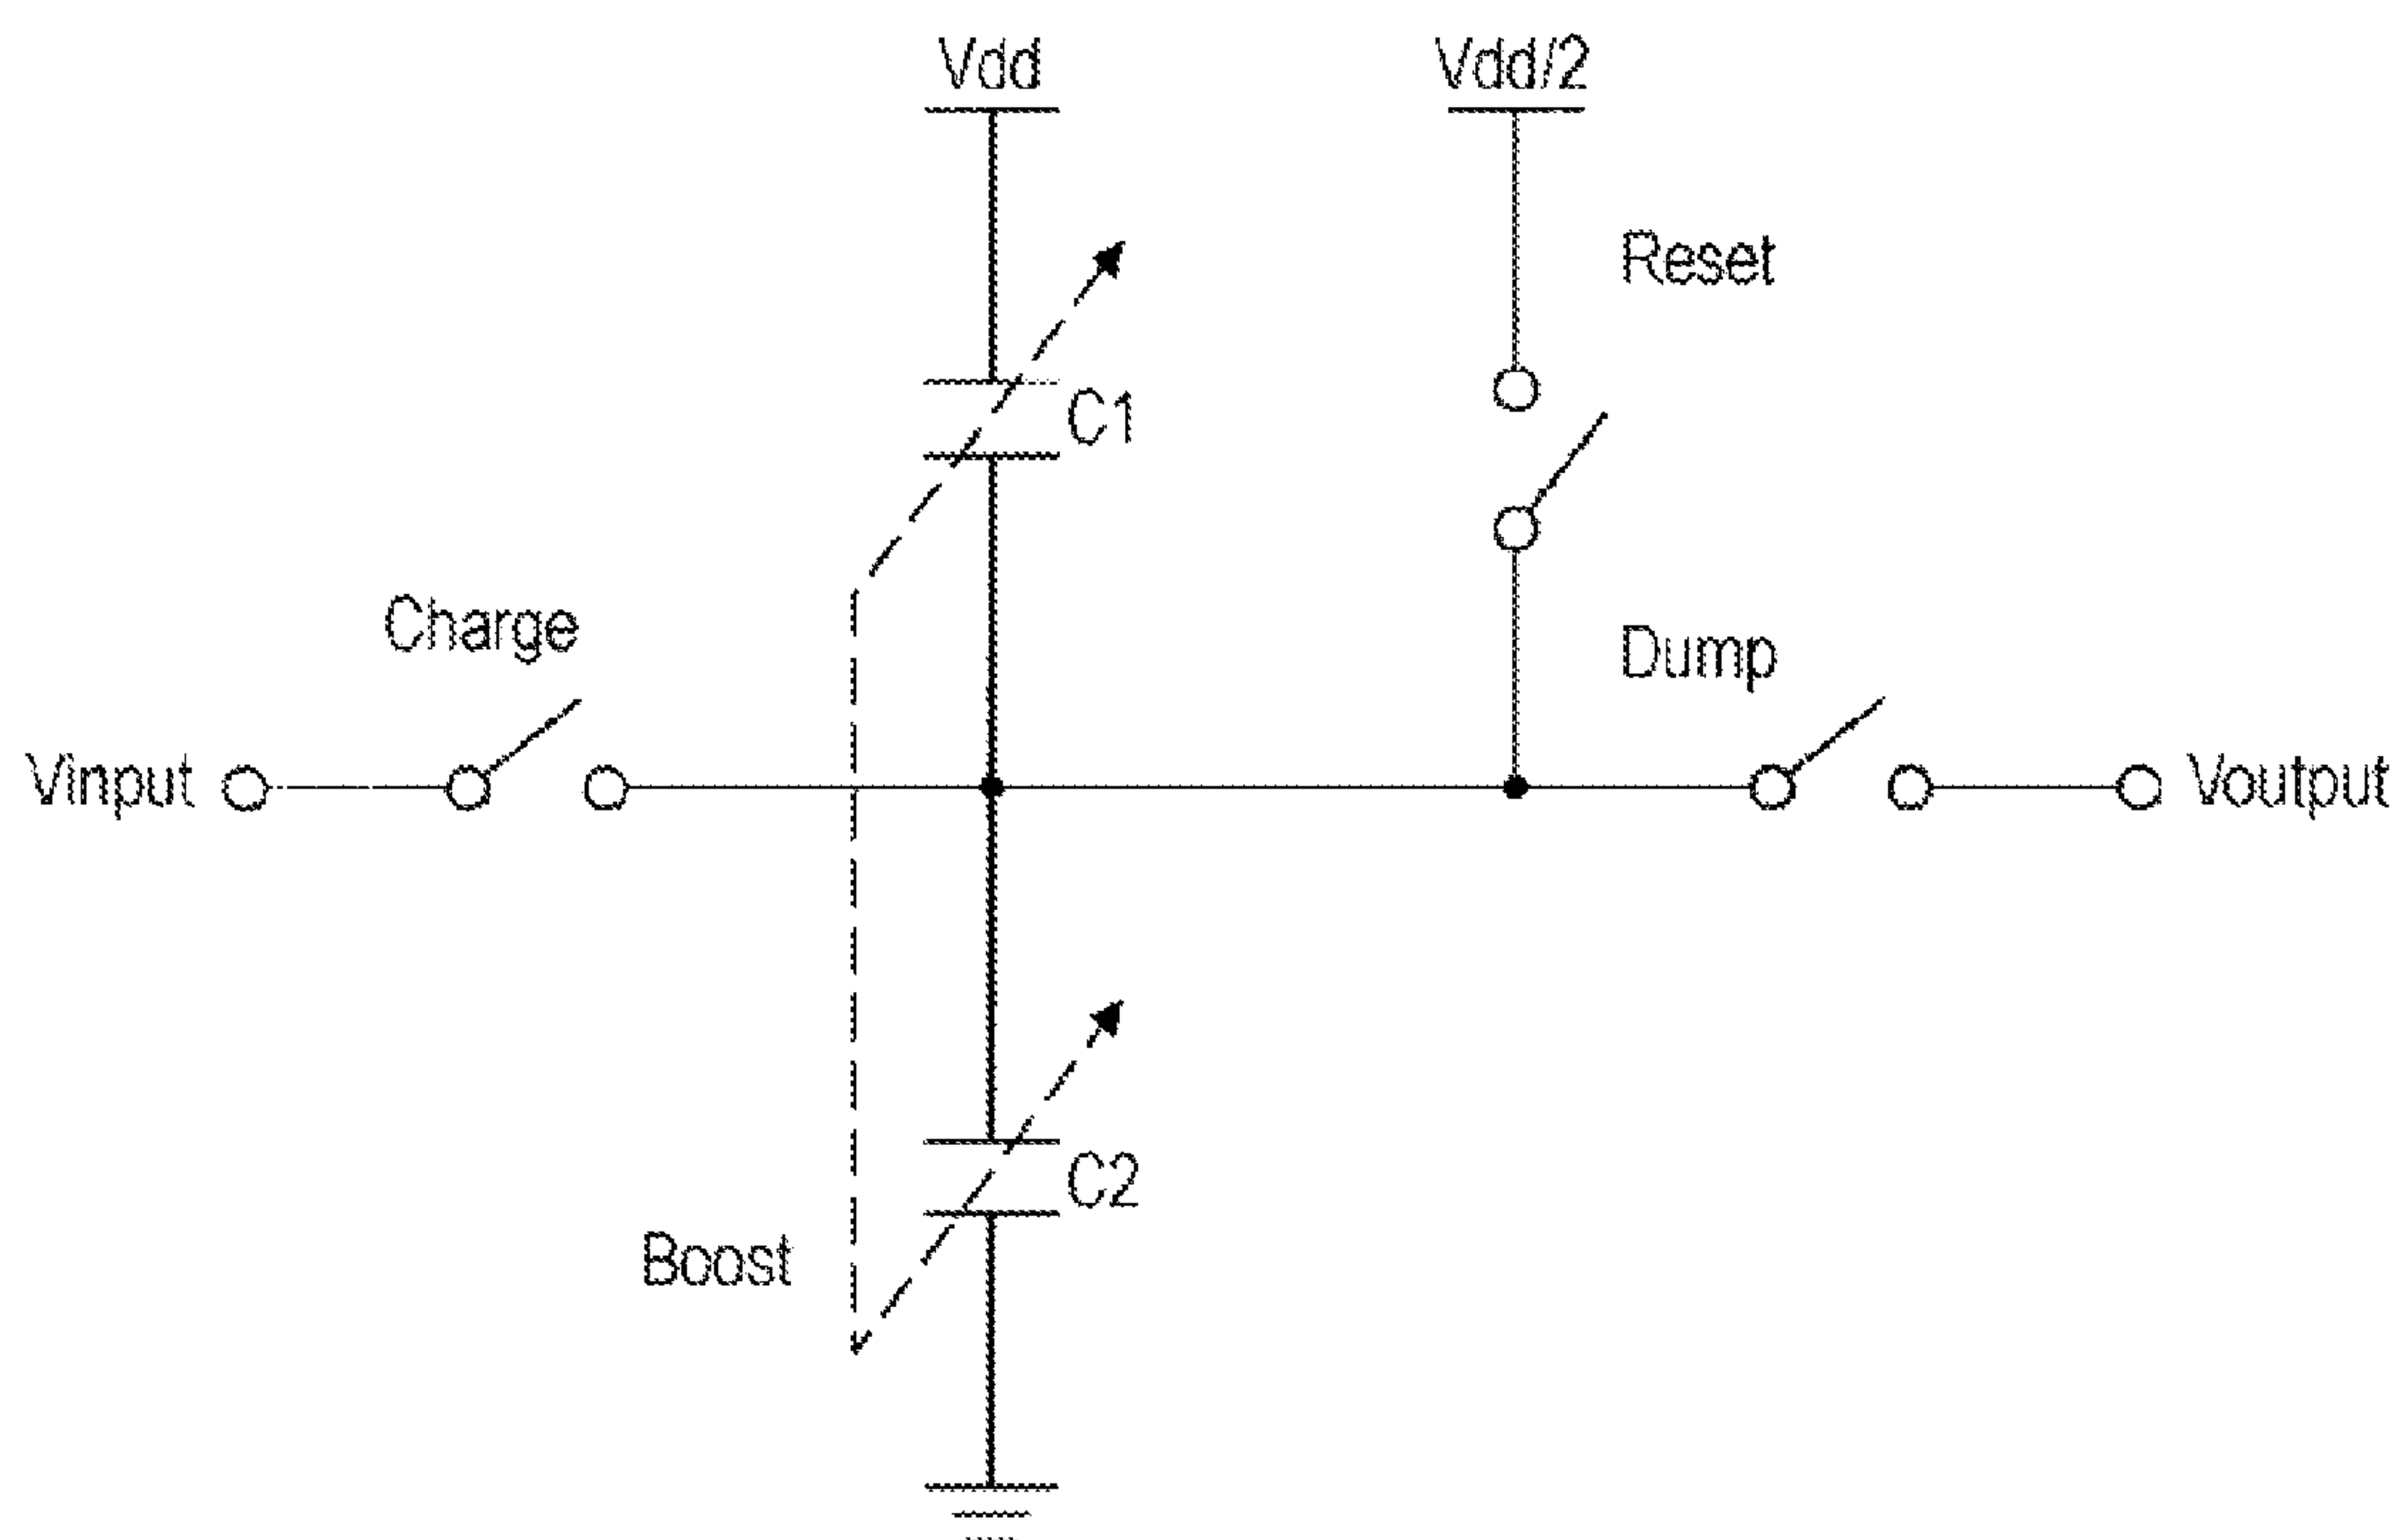 Vdd
Vdd/2
Reset
C1
Charge
Dump
Vinput
Voutput
C2
Boost